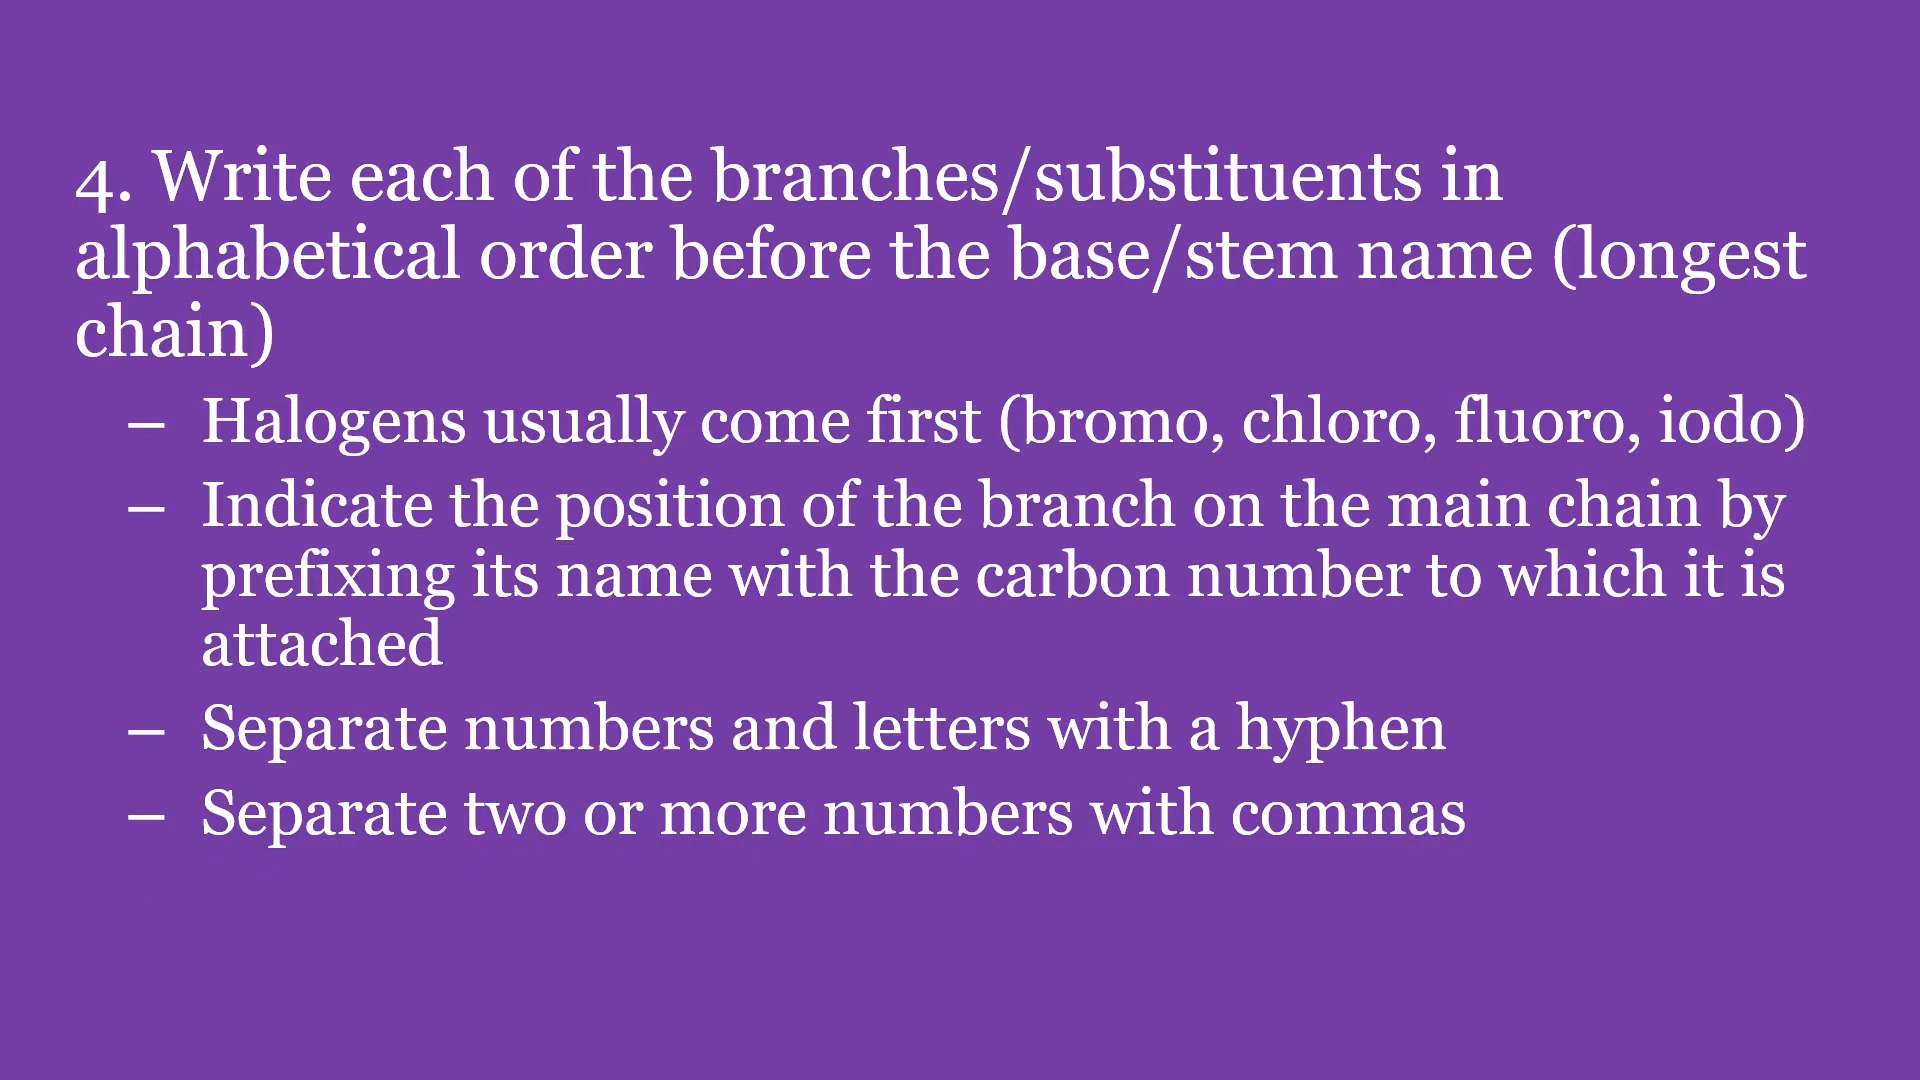 4. Write each of the branches/substituents in
alphabetical order before the base/stem name (longest
chain)
– Halogens usually come first (bromo, chloro, fluoro, iodo)
– Indicate the position of the branch on the main chain by
prefixing its name with the carbon number to which it is
attached
– Separate numbers and letters with a hyphen
– Separate two or more numbers with commas